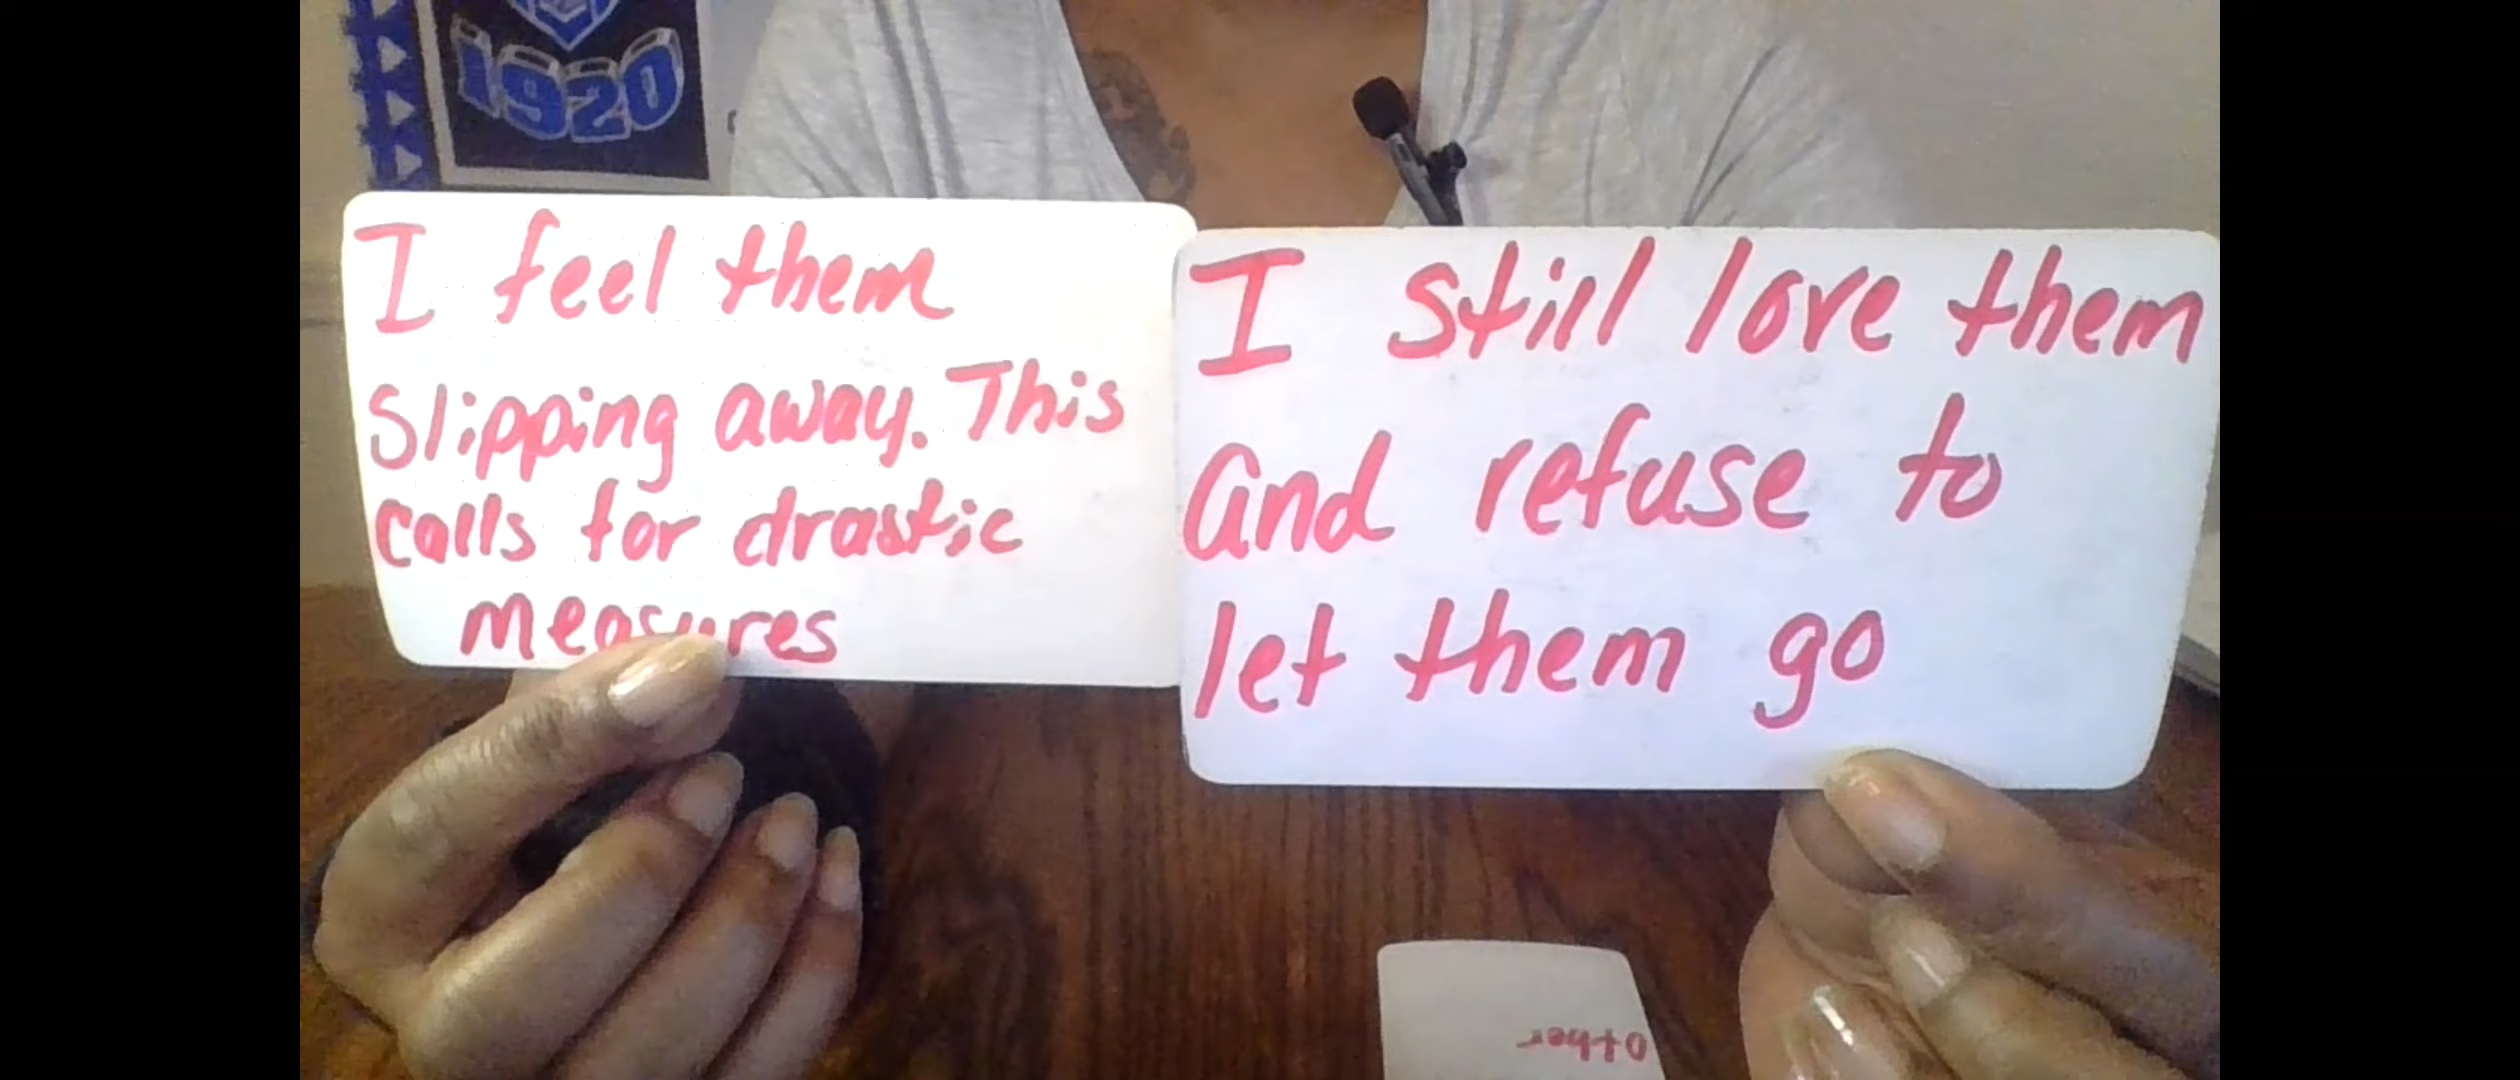 1920
I feel them
slipping away. This
calls for drastic
measures
I still love them
and refuse to
let them go
other